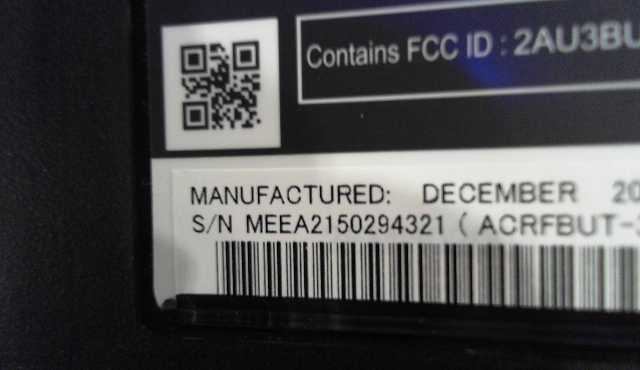 Contains FCC ID : 2AU3BU
MANUFACTURED: DECEMBER 20
S/N MEEA2150294321 ( ACRFBUT-